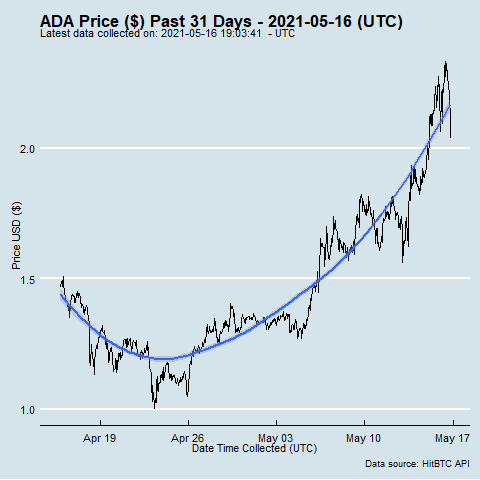 ADA Price ($) Past 31 Days - 2021-05-16 (UTC)
Latest data collected on: 2021-05-16 19:03:41 - UTC
2.0
1.5
1.0
Price USD ($)
Apr 19 Apr 26 May 03 May 10 May 17
Date Time Collected (UTC)
Data source: HitBTC API